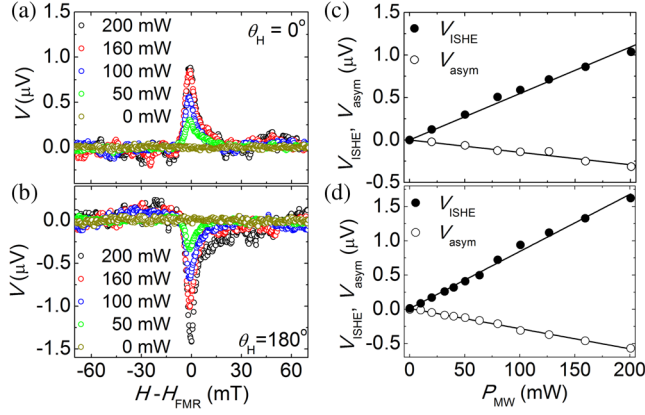 (a)
1.5
1.0
0.5
0.0
V(μV)
200 mW
160 mW
100 mW
50 mW
0 mW
θH = 0°
(b)
0.0
-0.5
-1.0
-1.5
V(μV)
200 mW
160 mW
100 mW
50 mW
0 mW
θH=180°
-60 -30 0 30 60
H-HFMR (mT)
(c)
1.5
1.0
0.5
0.0
-0.5
VISHE, Vasym (μV)
VISHE
Vasym
(d)
1.5
1.0
0.5
0.0
-0.5
VISHE, Vasym (μV)
VISHE
Vasym
0 50 100 150 200
PMW (mW)